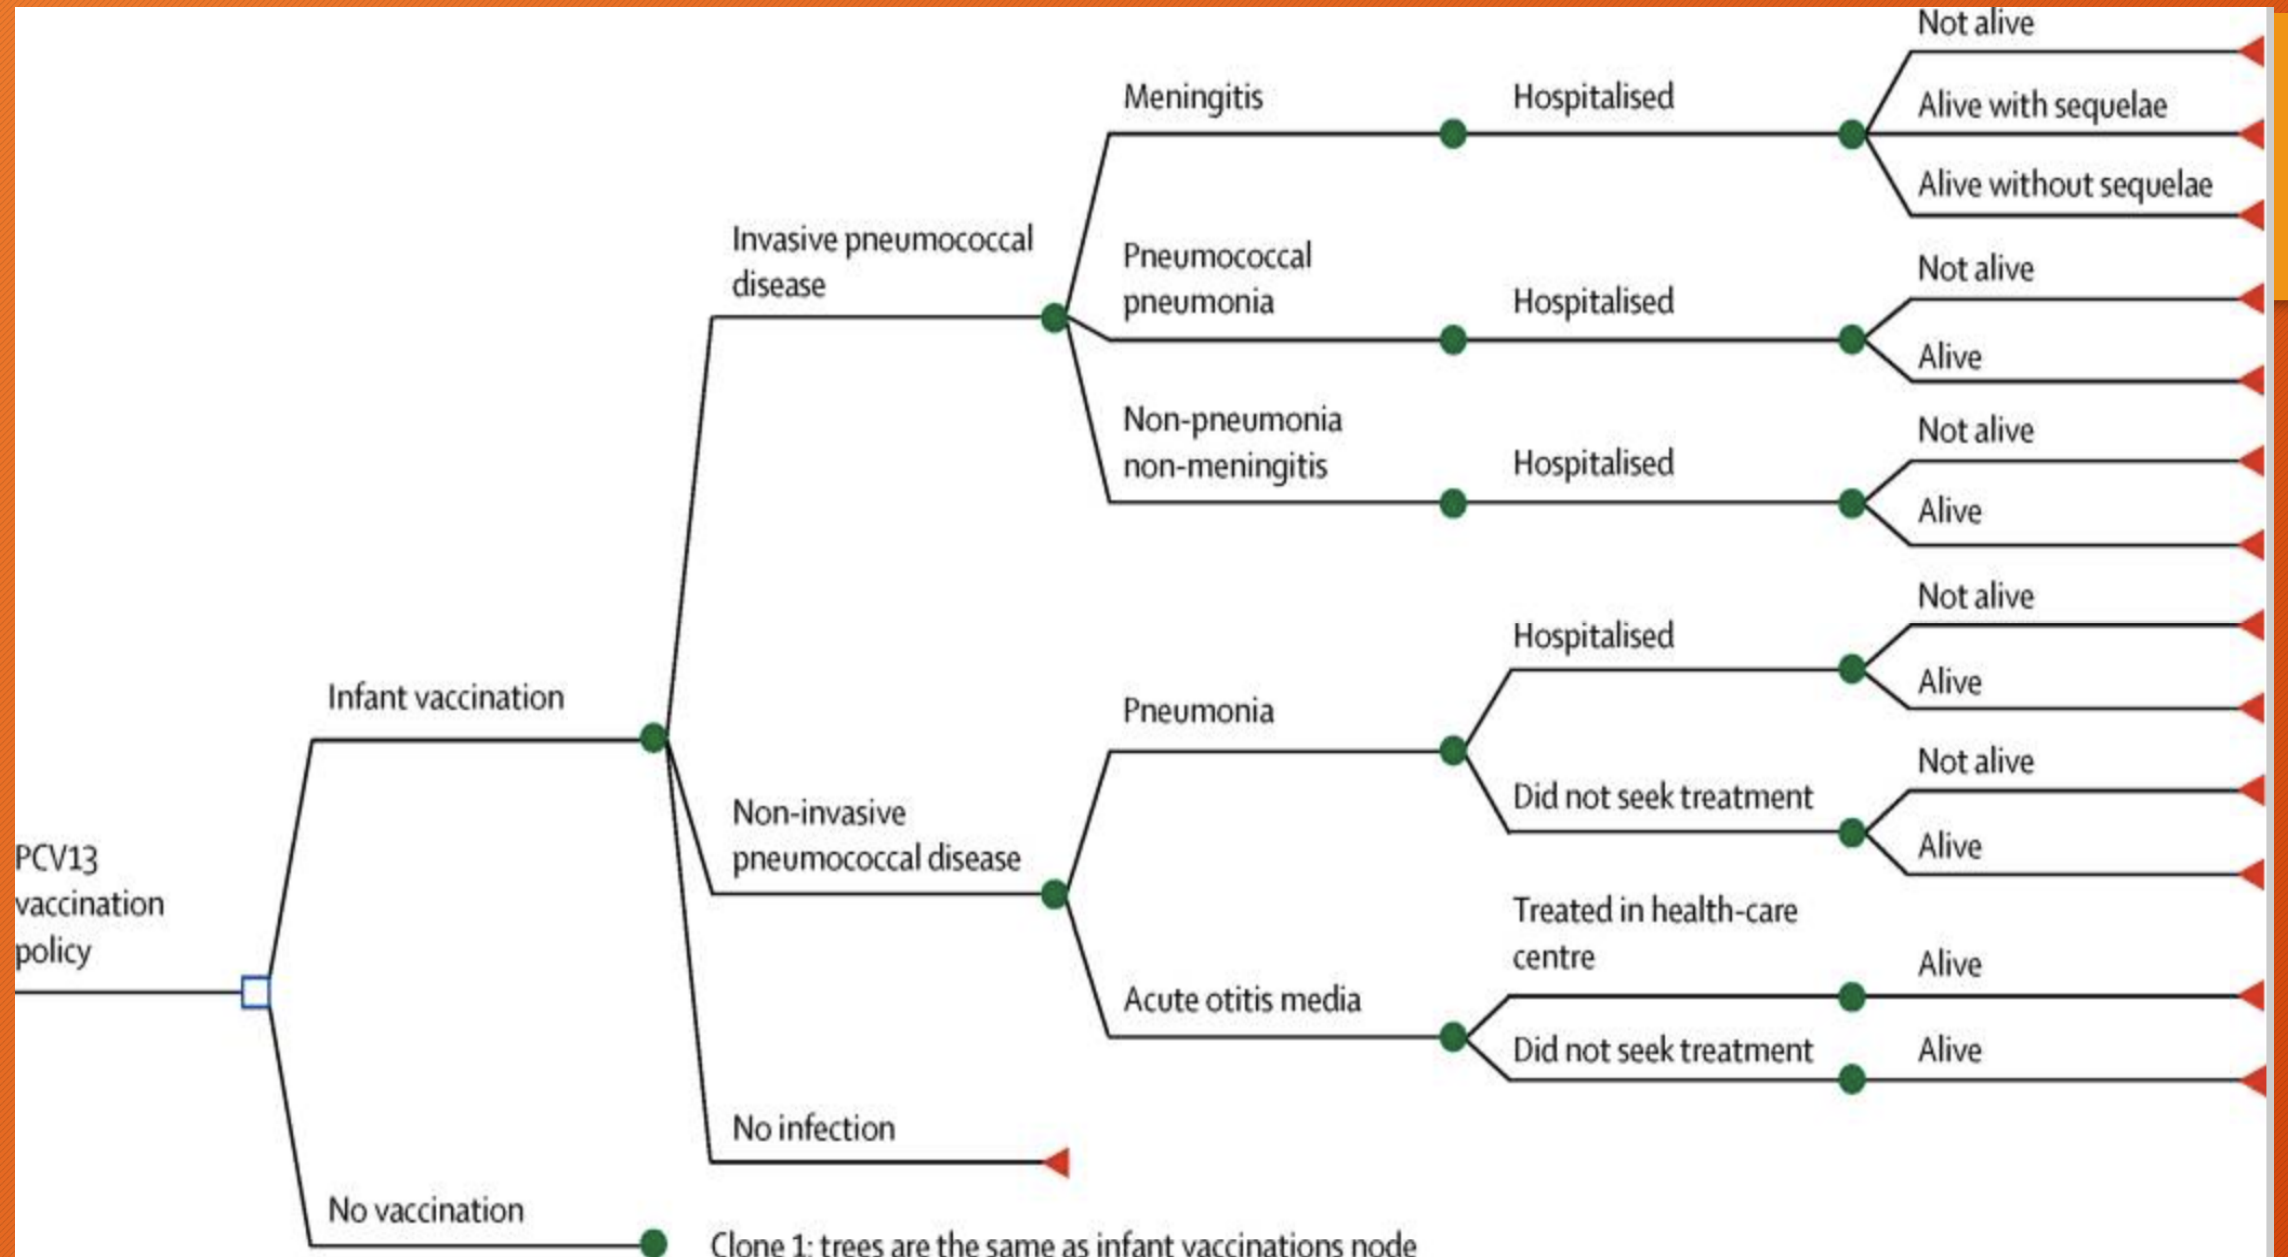 PCV13
vaccination
policy
Infant vaccination
No vaccination
Invasive pneumococcal
disease
Non-invasive
pneumococcal disease
No infection
Clone 1: trees are the same as infant vaccinations node
Meningitis
Pneumococcal
pneumonia
Non-pneumonia
non-meningitis
Pneumonia
Acute otitis media
Hospitalised
Hospitalised
Hospitalised
Hospitalised
Did not seek treatment
Treated in health-care
centre
Did not seek treatment
Not alive
Alive with sequelae
Alive without sequelae
Not alive
Alive
Not alive
Alive
Not alive
Alive
Not alive
Alive
Alive
Alive